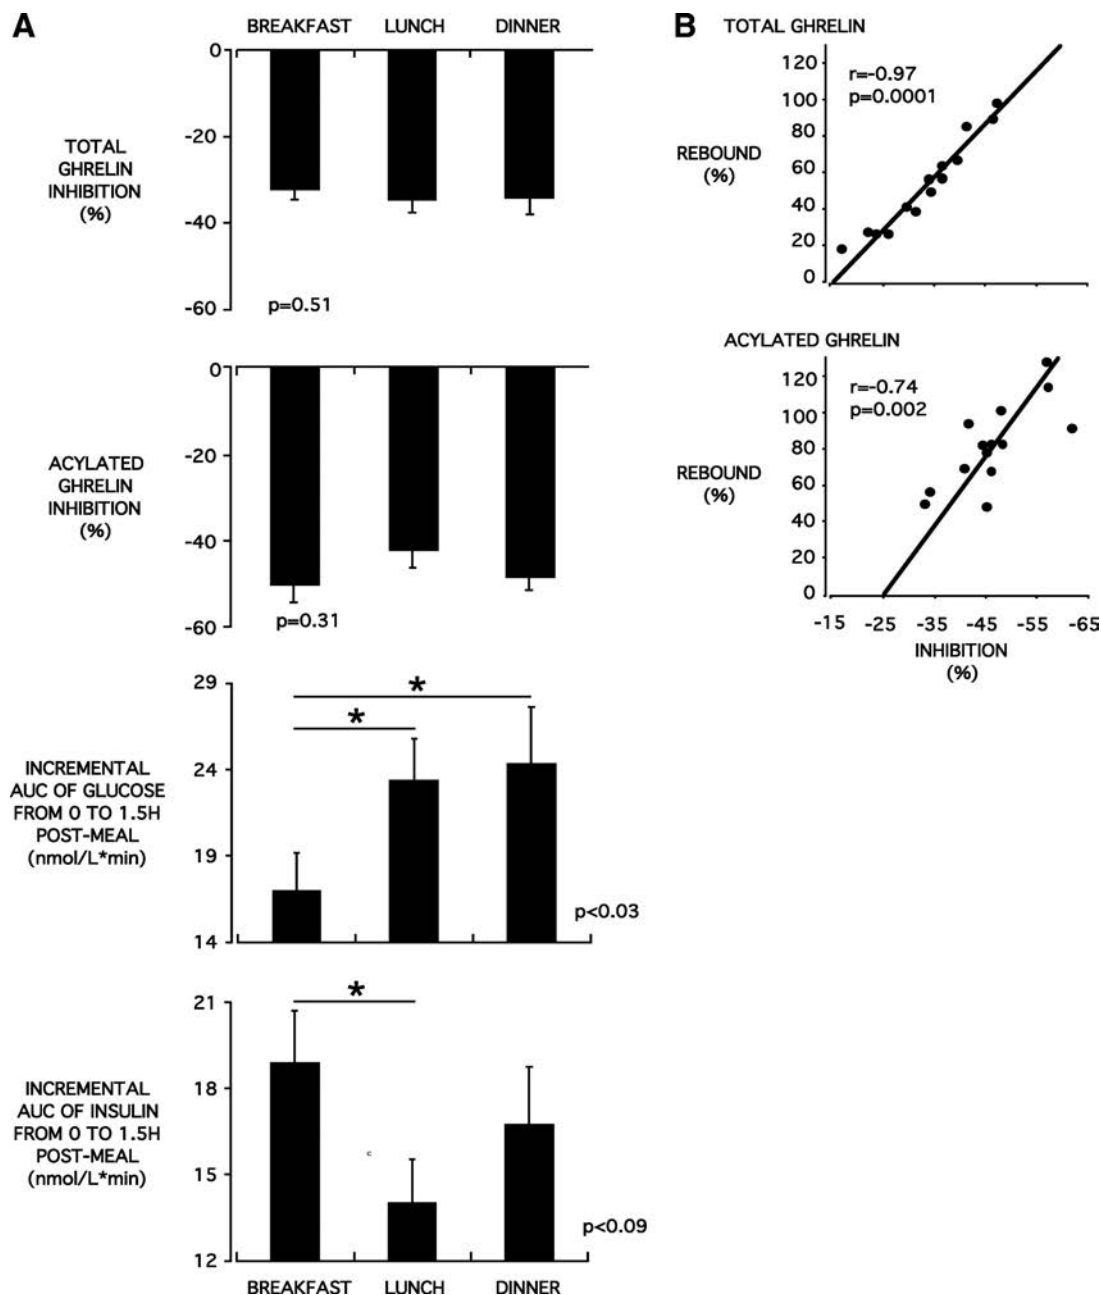 A
BREAKFAST LUNCH DINNER
0
-20
-40
-60
TOTAL
GHRELIN
INHIBITION
(%)
p=0.51
0
-20
-40
-60
ACYLATED
GHRELIN
INHIBITION
(%)
p=0.31
29
24
19
14
INCREMENTAL
AUC OF GLUCOSE
FROM 0 TO 1.5H
POST-MEAL
(nmol/L*min)
*
*
p<0.03
21
18
15
12
INCREMENTAL
AUC OF INSULIN
FROM 0 TO 1.5H
POST-MEAL
(nmol/L*min)
*
c
p<0.09
BREAKFAST LUNCH DINNER
B
TOTAL GHRELIN
120
100
80
60
40
20
0
REBOUND
(%)
r=-0.97
p=0.0001
ACYLATED GHRELIN
120
100
80
60
40
20
0
REBOUND
(%)
r=-0.74
p=0.002
-15 -25 -35 -45 -55 -65
INHIBITION
(%)